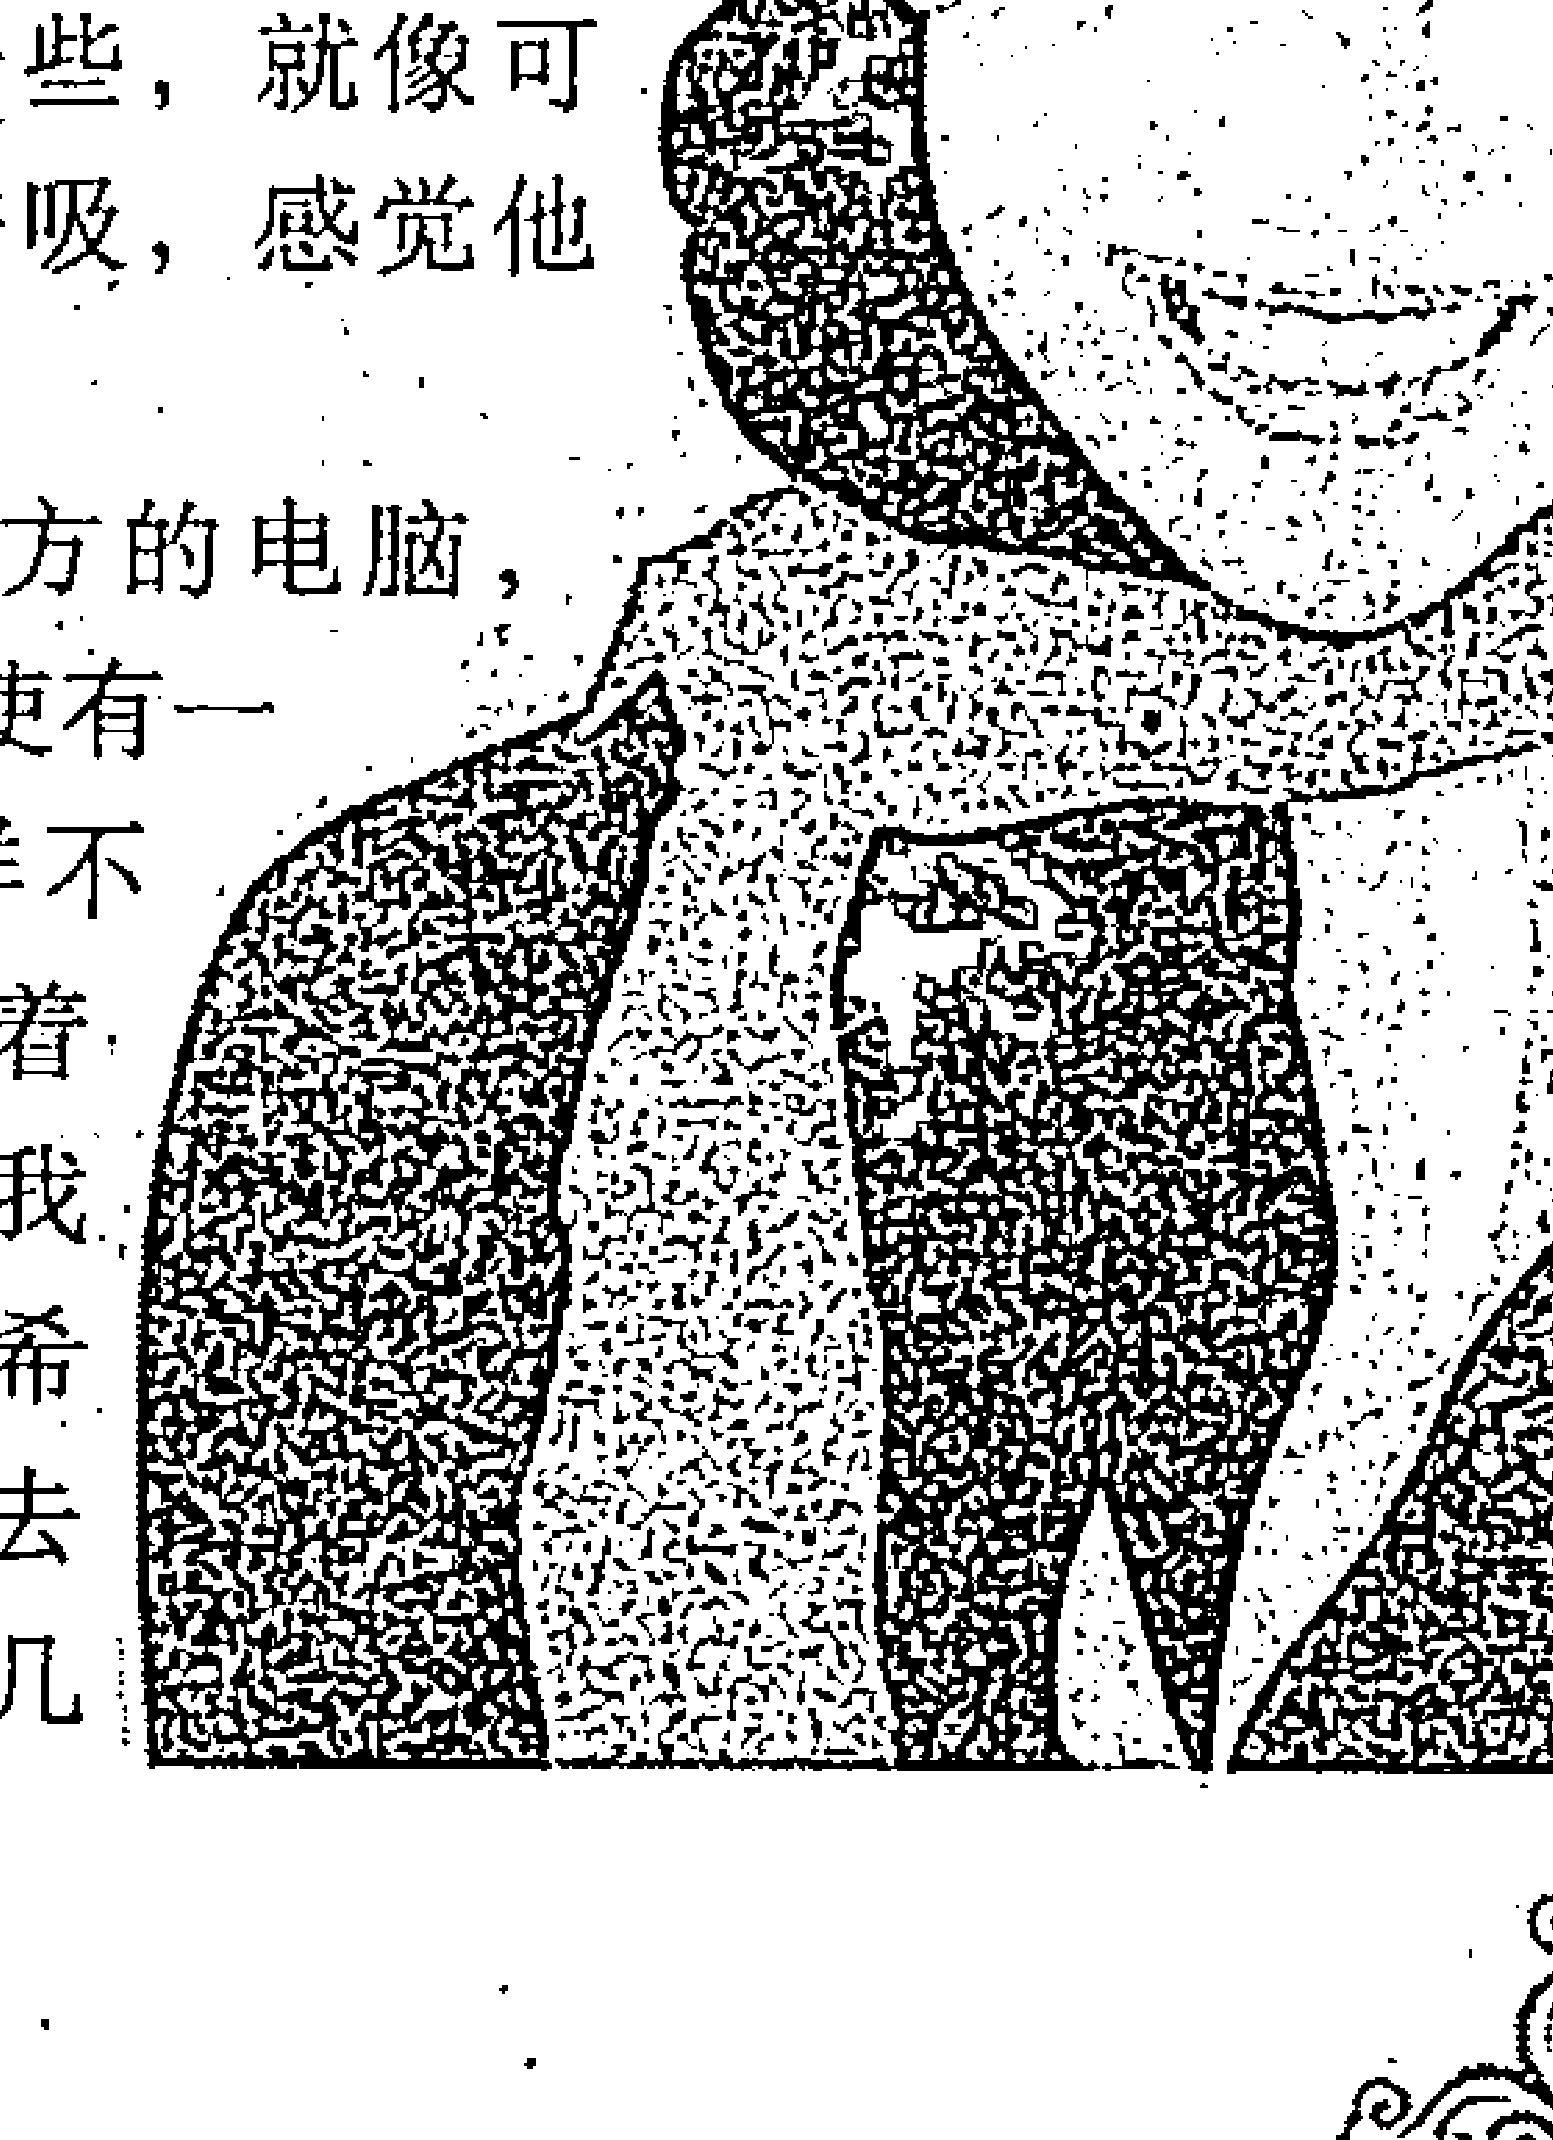 些，就像可
吸，感觉他
方的电脑，
使有一
不
着
我
希
去
几